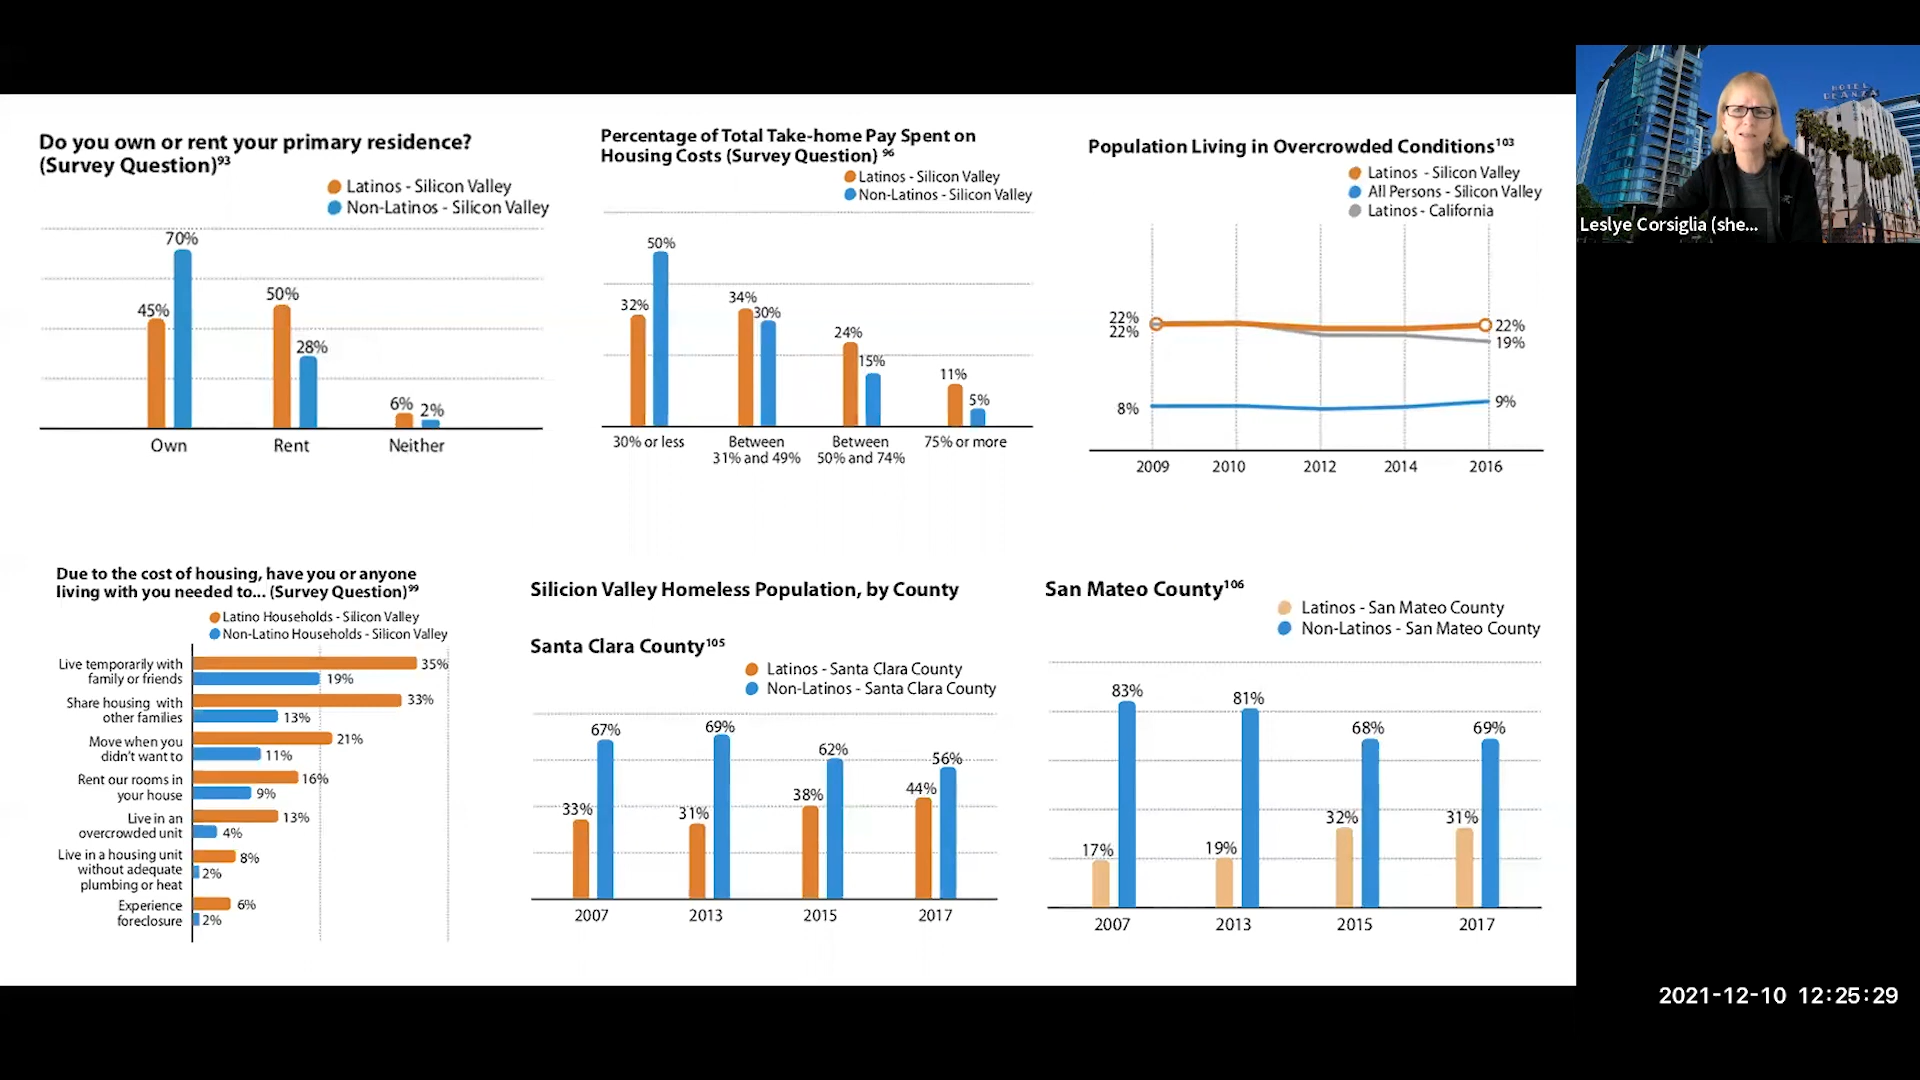 Do you own or rent your primary residence?
(Survey Question)93
Latinos - Silicon Valley
Non-Latinos - Silicon Valley
70%
45%
50%
28%
6%
2%
Own
Rent
Neither
Percentage of Total Take-home Pay Spent on
Housing Costs (Survey Question) 96
Latinos - Silicon Valley
Non-Latinos - Silicon Valley
32%
50%
34%
30%
24%
15%
11%
5%
30% or less
Between
31% and 49%
Between
50% and 74%
75% or more
Population Living in Overcrowded Conditions103
Latinos - Silicon Valley
All Persons - Silicon Valley
Latinos - California
22%
22%
22%
19%
8%
9%
2009
2010
2012
2014
2016
HOTEL
DE ANZA
Leslye Corsiglia (she...
Due to the cost of housing, have you or anyone
living with you needed to... (Survey Question)99
Latino Households - Silicon Valley
Non-Latino Households - Silicon Valley
Live temporarily with
family or friends
35%
19%
Share housing with
other families
33%
13%
Move when you
didn't want to
21%
11%
Rent our rooms in
your house
16%
9%
Live in an
overcrowded unit
13%
4%
Live in a housing unit
without adequate
plumbing or heat
8%
2%
Experience
foreclosure
6%
2%
Silicion Valley Homeless Population, by County
Santa Clara County105
Latinos - Santa Clara County
Non-Latinos - Santa Clara County
33%
67%
31%
69%
38%
62%
44%
56%
2007
2013
2015
2017
San Mateo County106
Latinos - San Mateo County
Non-Latinos - San Mateo County
17%
83%
19%
81%
32%
68%
31%
69%
2007
2013
2015
2017
2021-12-10 12:25:29